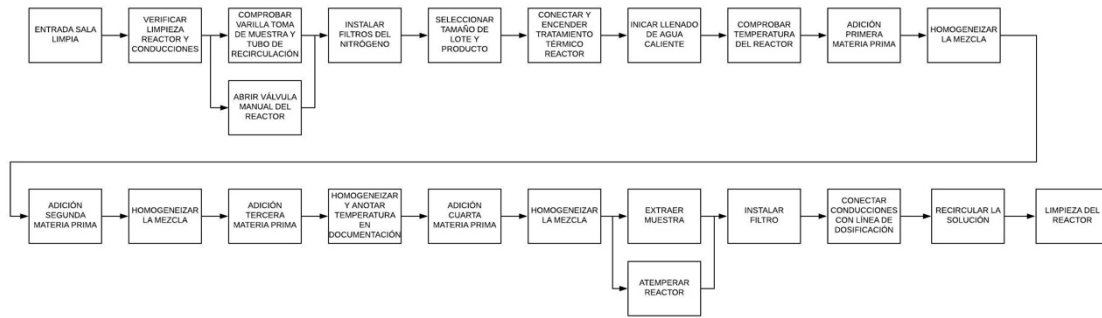 ENTRADA SALA
LIMPIA
VERIFICAR
LIMPIEZA
REACTOR Y
CONDUCCIONES
COMPROBAR
VARILLA TOMA
DE MUESTRA Y
TUBO DE
RECIRCULACIÓN
ABRIR VÁLVULA
MANUAL DEL
REACTOR
INSTALAR
FILTROS DEL
NITRÓGENO
SELECCIONAR
TAMAÑO DE
LOTE Y
PRODUCTO
CONECTAR Y
ENCENDER
TRATAMIENTO
TÉRMICO
REACTOR
INICAR LLENADO
DE AGUA
CALIENTE
COMPROBAR
TEMPERATURA
DEL REACTOR
ADICIÓN
PRIMERA
MATERIA PRIMA
HOMOGENEIZAR
LA MEZCLA
ADICIÓN
SEGUNDA
MATERIA PRIMA
HOMOGENEIZAR
LA MEZCLA
ADICIÓN
TERCERA
MATERIA PRIMA
HOMOGENEIZAR
Y ANOTAR
TEMPERATURA
EN
DOCUMENTACIÓN
ADICIÓN
CUARTA
MATERIA PRIMA
HOMOGENEIZAR
LA MEZCLA
EXTRAER
MUESTRA
ATEMPERAR
REACTOR
INSTALAR
FILTRO
CONECTAR
CONDUCCIONES
CON LÍNEA DE
DOSIFICACIÓN
RECIRCULAR LA
SOLUCIÓN
LIMPIEZA DEL
REACTOR